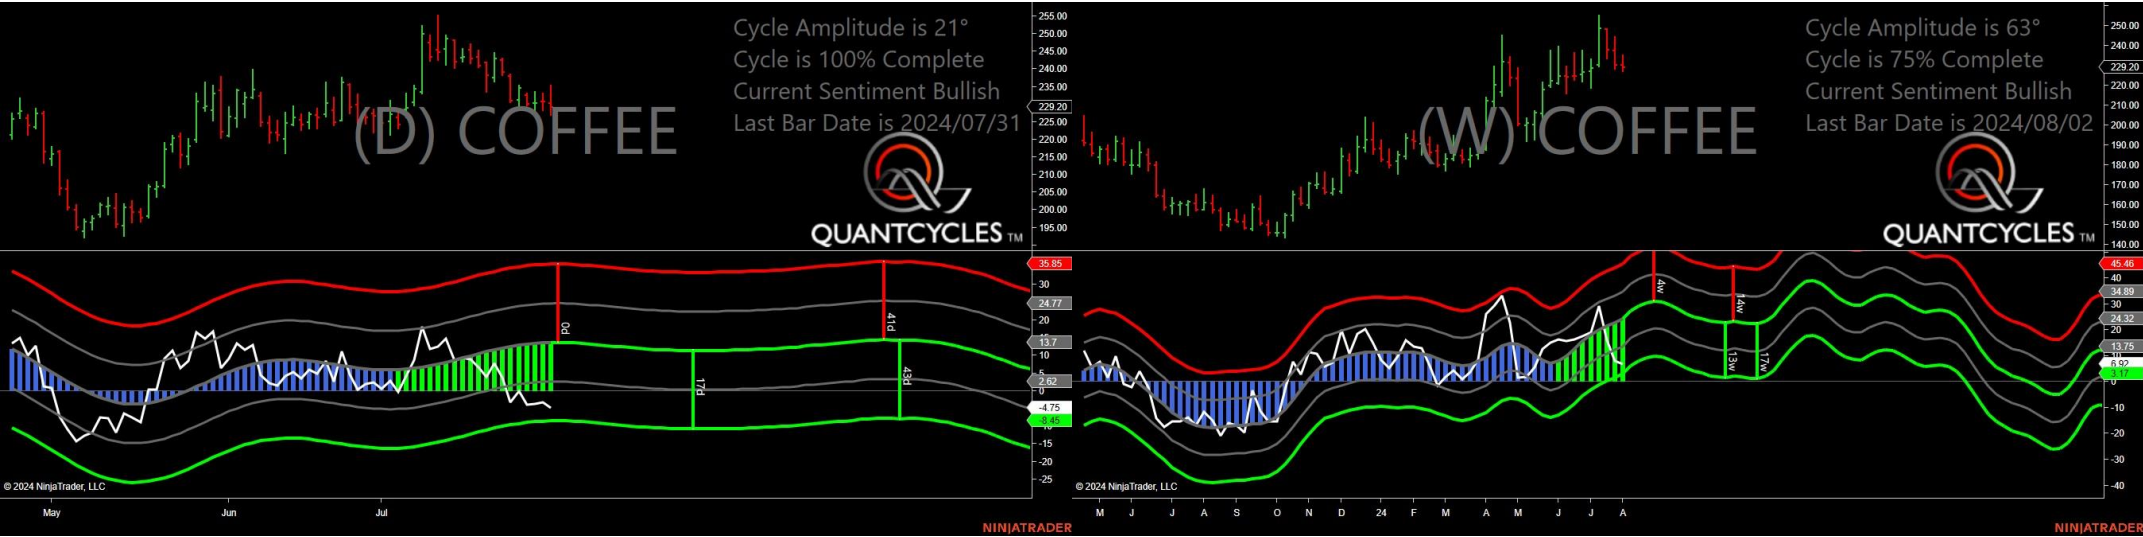 Cycle Amplitude is 21°
Cycle is 100% Complete
Current Sentiment Bullish
Last Bar Date is 2024/07/31
(D) COFFEE
QUANTCYCLES TM
255.00
250.00
245.00
240.00
235.00
229.20
225.00
220.00
215.00
210.00
205.00
200.00
195.00
35.85
30
24.77
20
13.7
10
5
2.62
0
-4.75
-8.45
-15
-20
-25
0d
17d
41d
43d
© 2024 NinjaTrader, LLC
May
Jun
Jul
NINJATRADER
Cycle Amplitude is 63°
Cycle is 75% Complete
Current Sentiment Bullish
Last Bar Date is 2024/08/02
(W) COFFEE
QUANTCYCLES TM
250.00
240.00
229.20
220.00
210.00
200.00
190.00
180.00
170.00
160.00
150.00
140.00
45.46
40
34.89
30
24.32
20
13.75
3.17
0
-10
-20
-30
-40
4w
14w
13w
17w
© 2024 NinjaTrader, LLC
M J J A S O N D 24 F M A M J J A
NINJATRADER